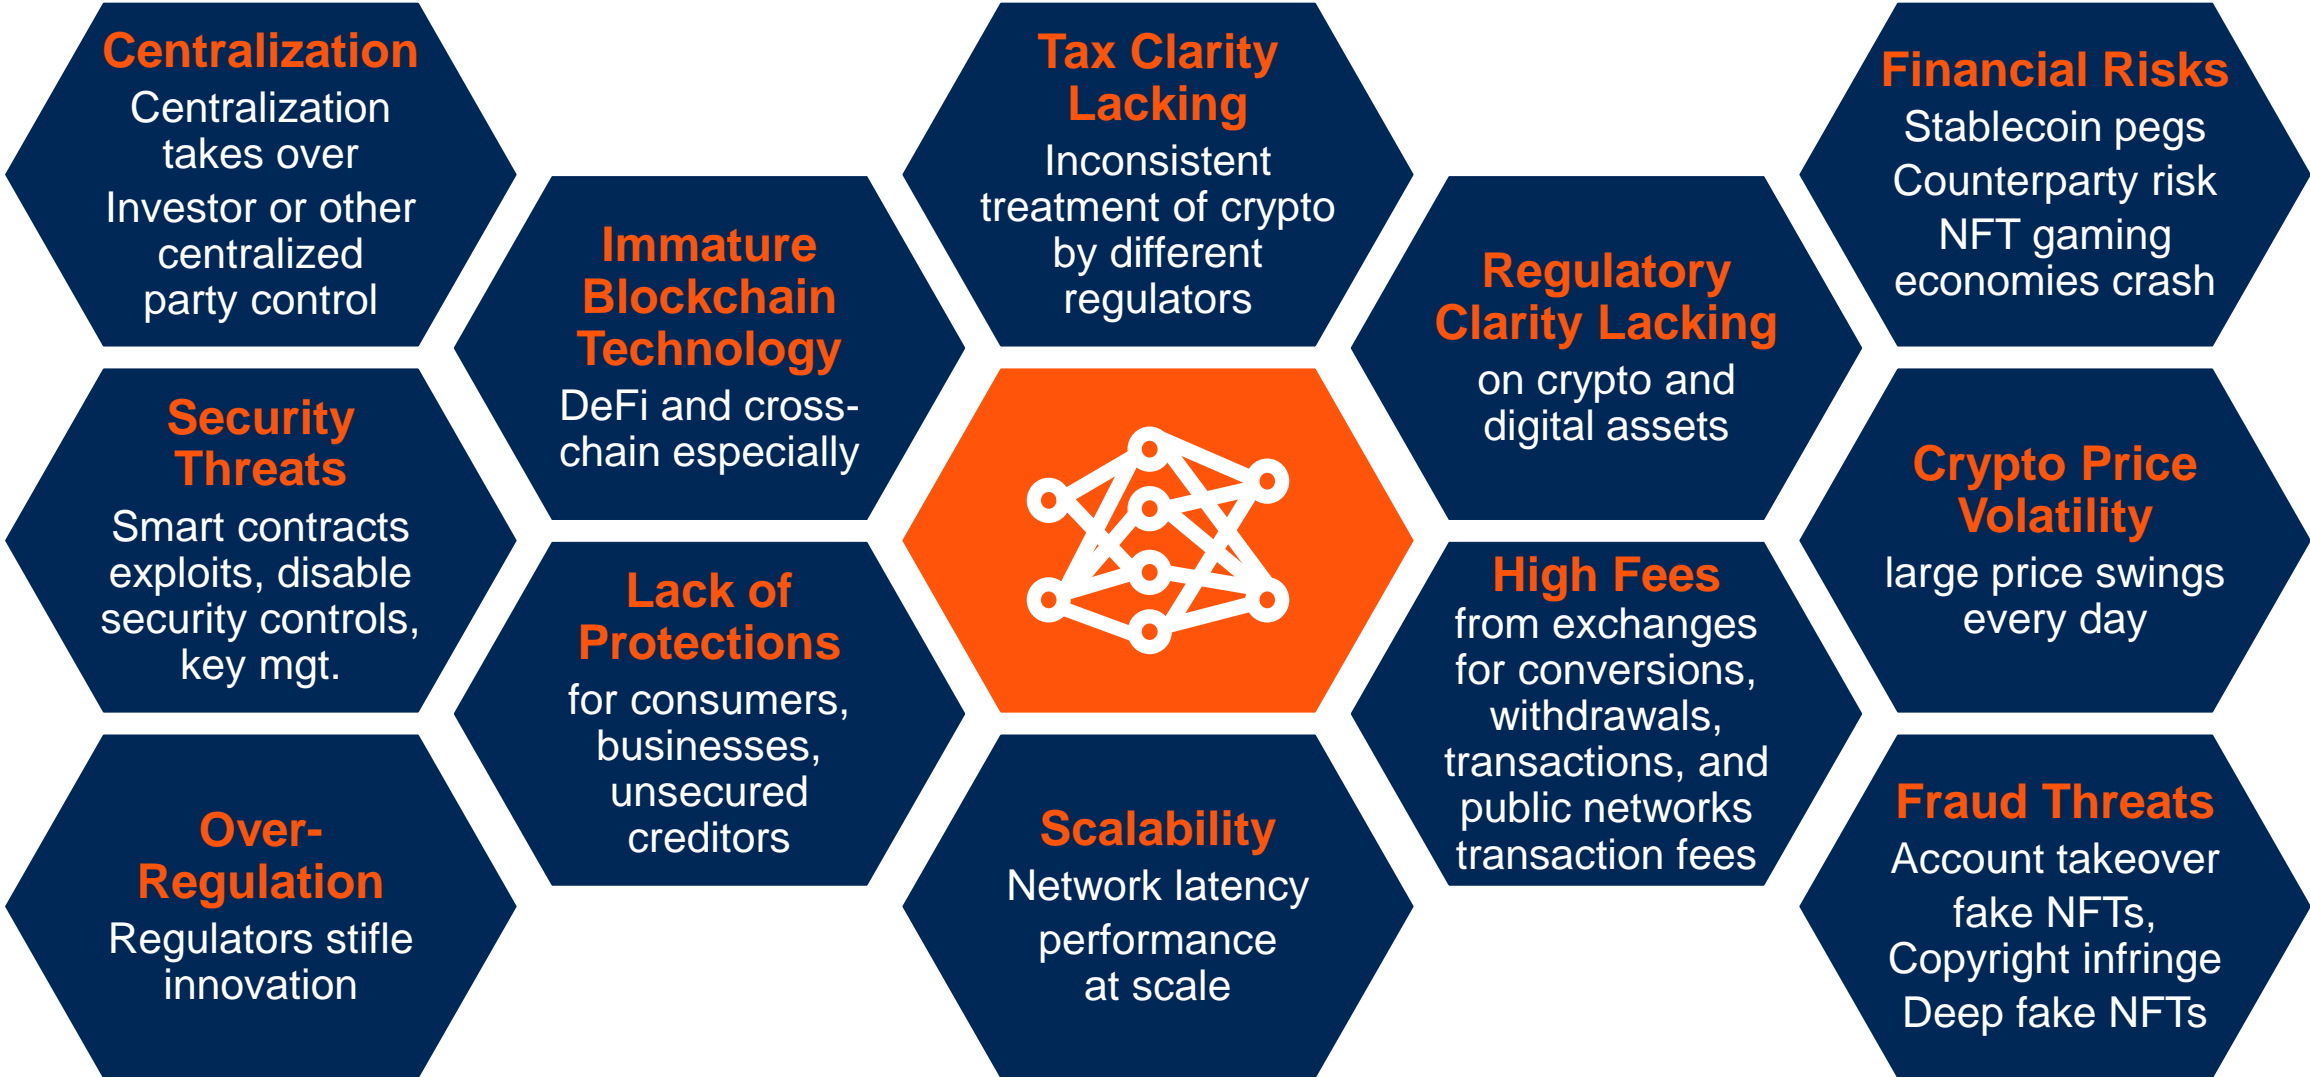 Centralization
Centralization
takes over
Investor or other
centralized
party control
Security
Threats
Smart contracts
exploits, disable
security controls,
key mgt.
Over-
Regulation
Regulators stifle
innovation
Immature
Blockchain
Technology
DeFi and cross-
chain especially
Lack of
Protections
for consumers,
businesses,
unsecured
creditors
Tax Clarity
Lacking
Inconsistent
treatment of crypto
by different
regulators
Scalability
Network latency
performance
at scale
Regulatory
Clarity Lacking
on crypto and
digital assets
High Fees
from exchanges
for conversions,
withdrawals,
transactions, and
public networks
transaction fees
Financial Risks
Stablecoin pegs
Counterparty risk
NFT gaming
economies crash
Crypto Price
Volatility
large price swings
every day
Fraud Threats
Account takeover
fake NFTs,
Copyright infringe
Deep fake NFTs